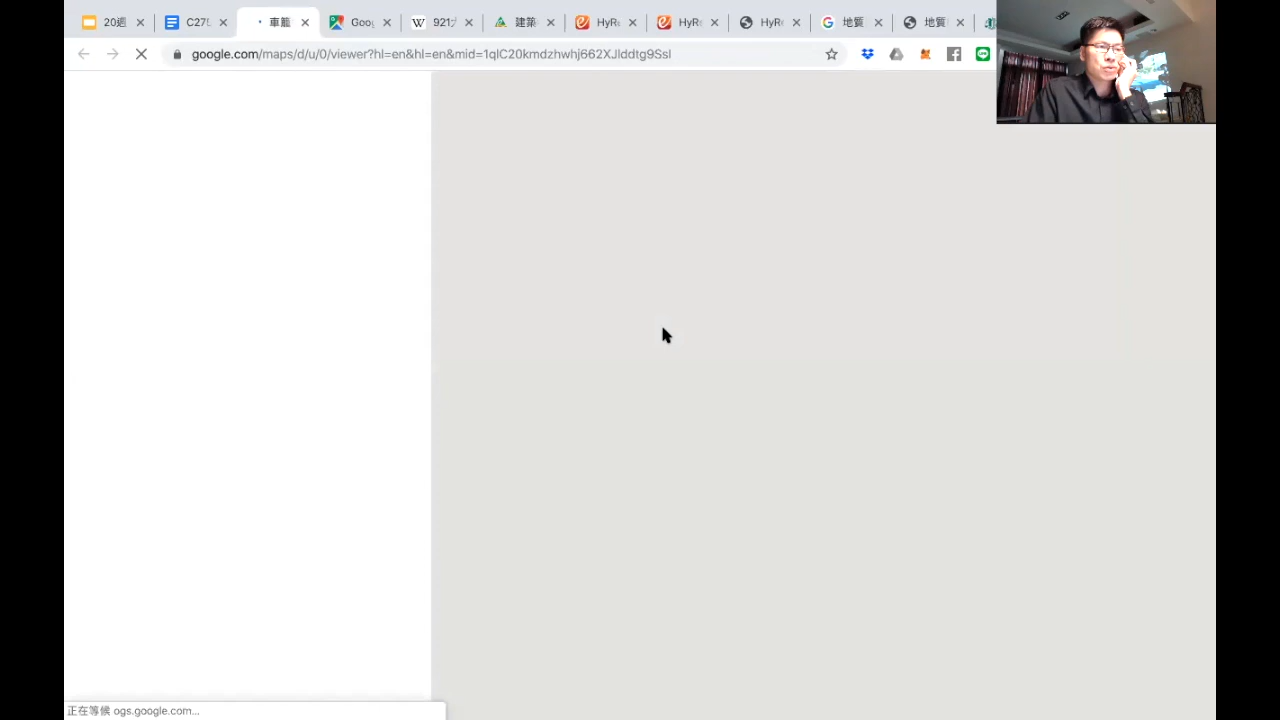 20週
C27
車籠
Goo
W 921
建築
HyR
HyR
HyR
地質
地質
google.com/maps/d/u/0/viewer?hl=en&hl=en&mid=1qlC20kmdzhwhj662XJlddtg9Ssl
正在等候 ogs.google.com...